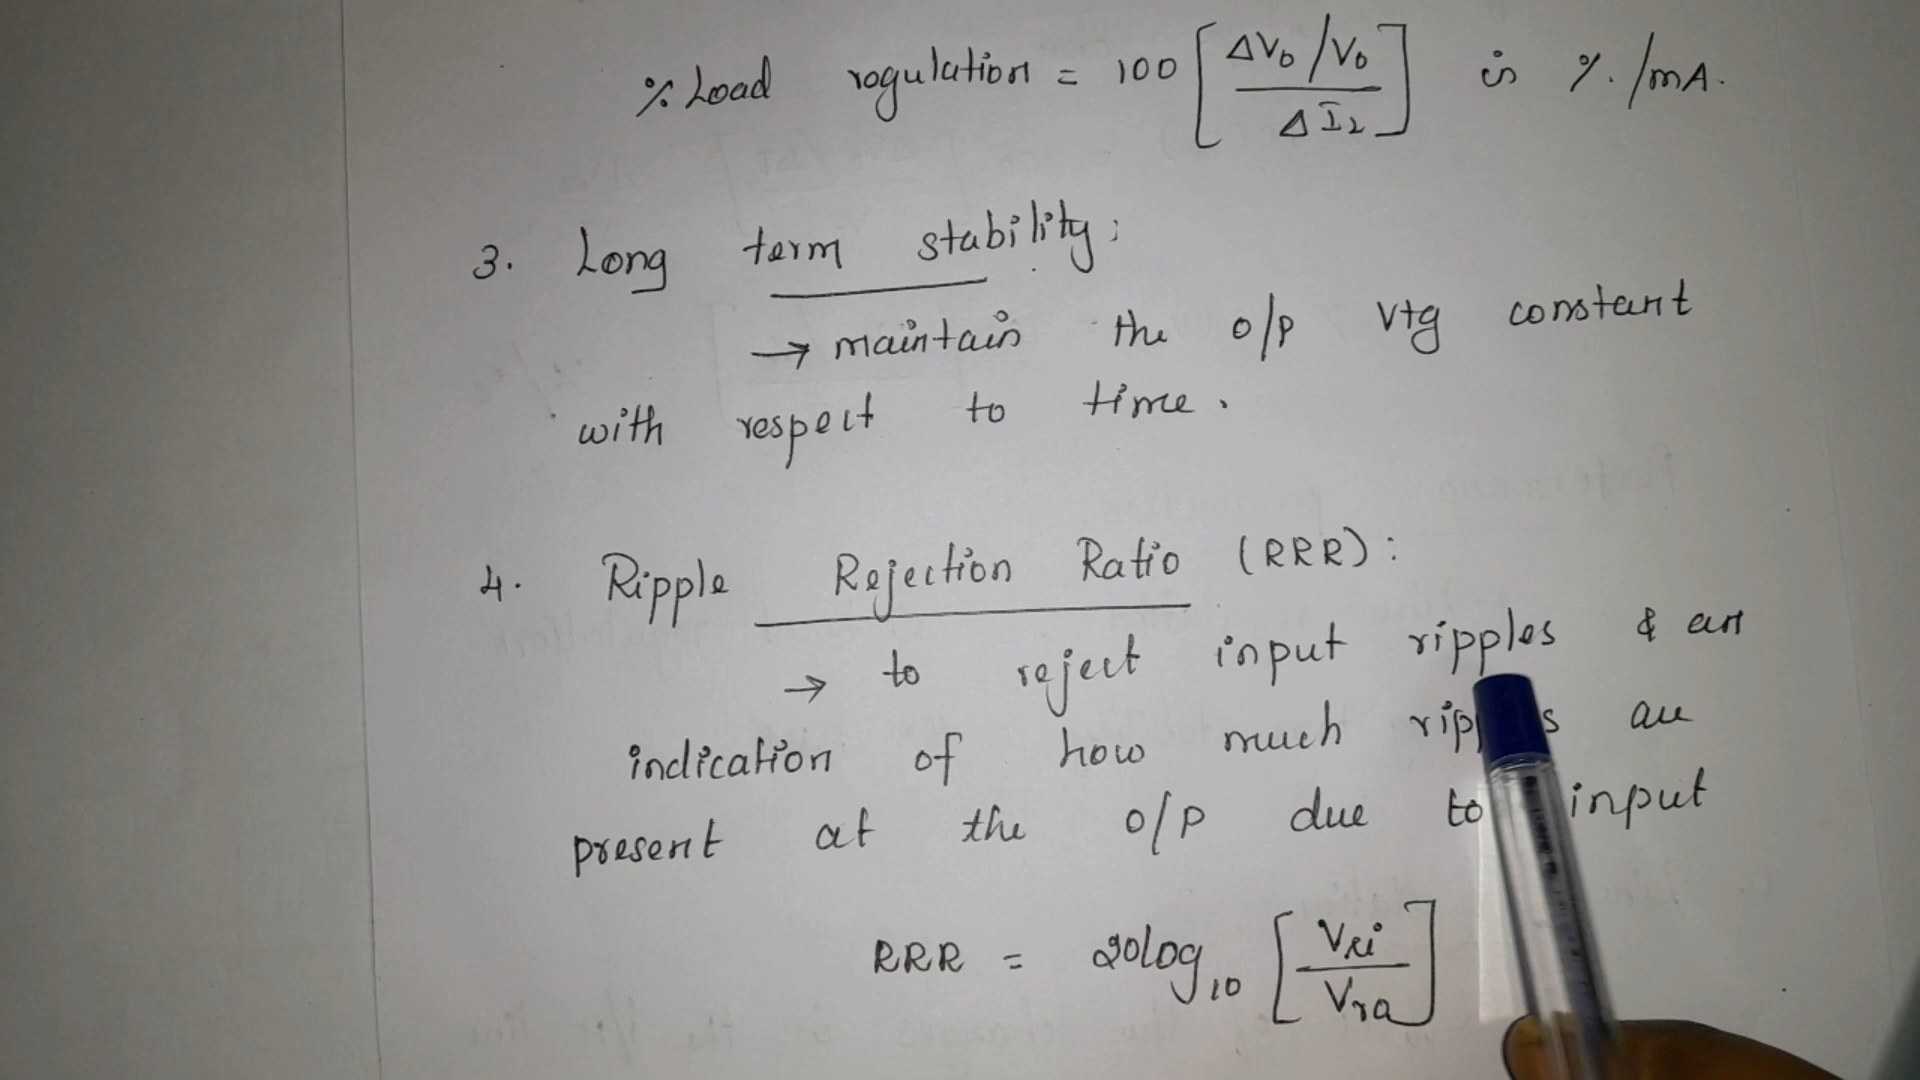 % Load rogulation = 100 [ΔVo/Vo / ΔIL] in %/mA.
3. Long term stability:
→ maintain the o/p vtg constant
with respect to time.
4. Ripple Rejection Ratio (RRR):
→ to reject input ripples & an
indication of how much are
present at the o/p due to input
RRR = 20log10 [Vri / Vro]